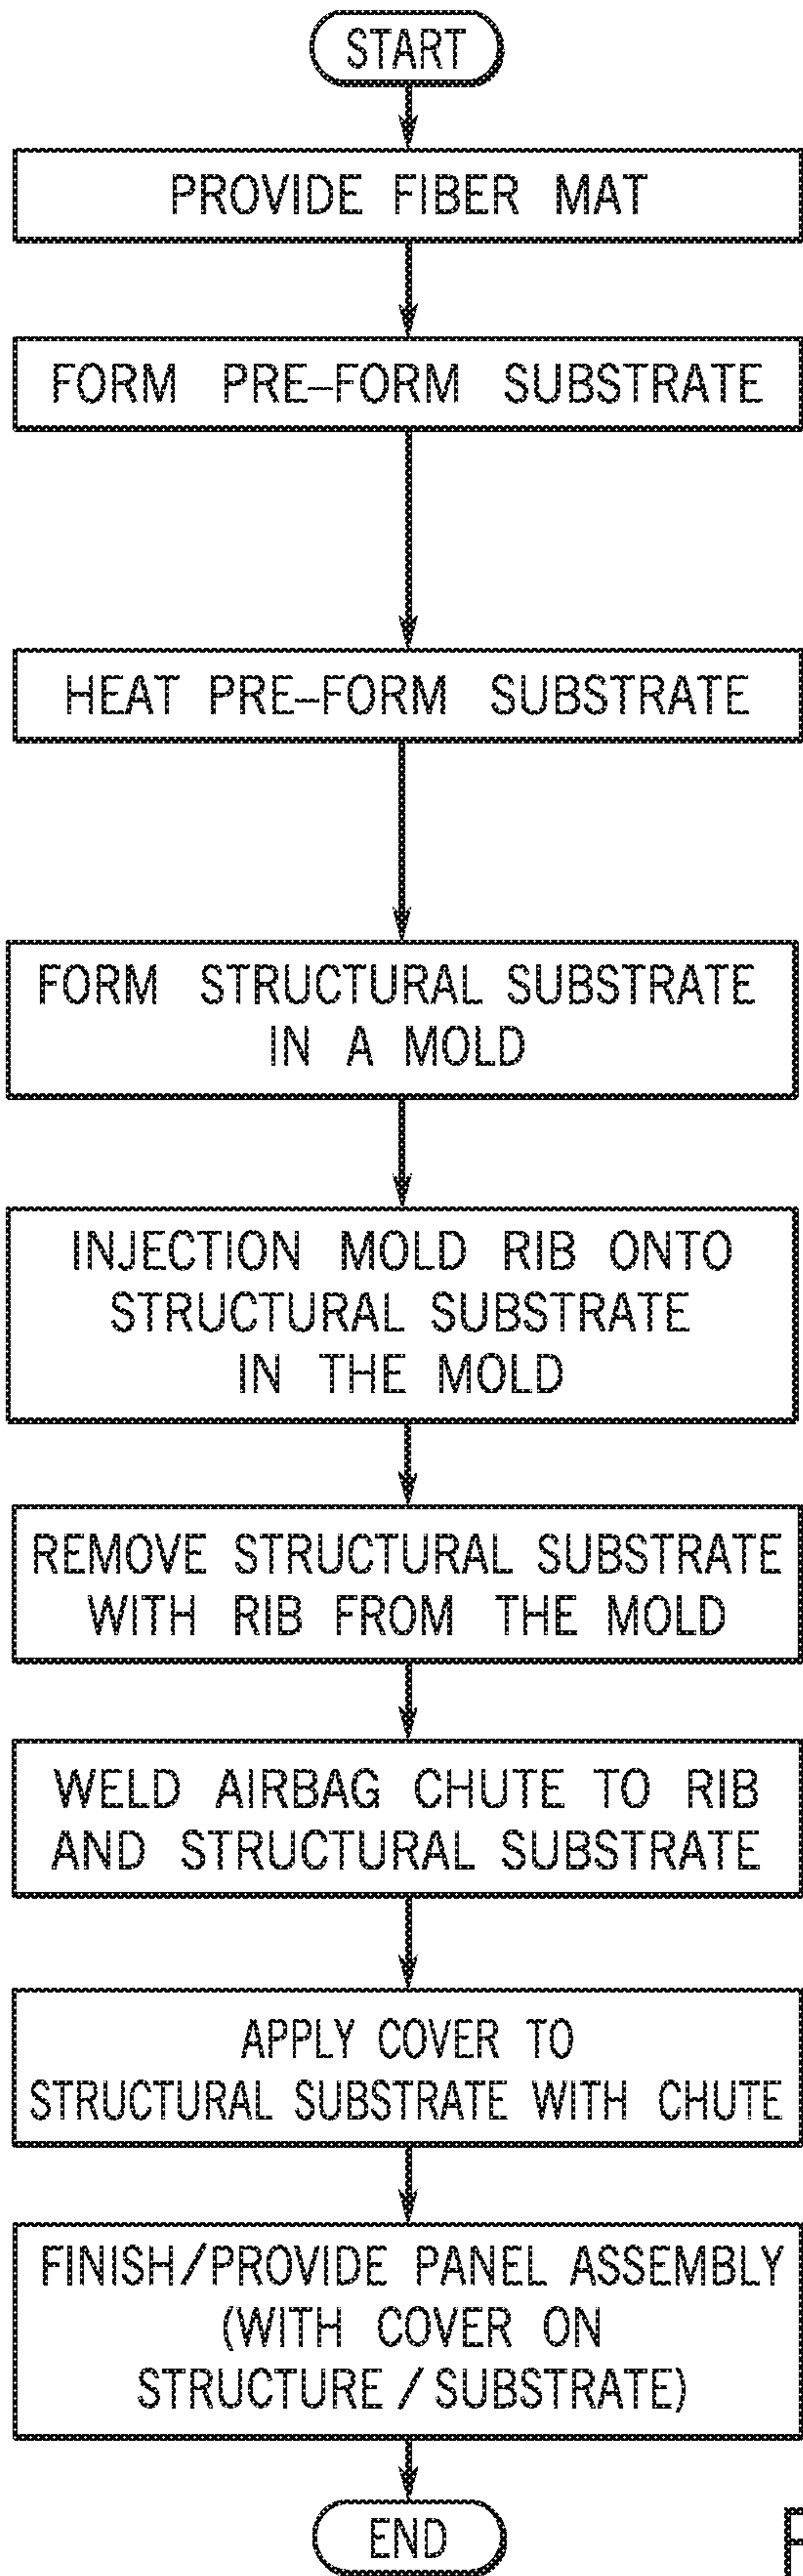 START
PROVIDE FIBER MAT
FORM PRE–FORM SUBSTRATE
HEAT PRE–FORM SUBSTRATE
FORM STRUCTURAL SUBSTRATE
IN A MOLD
INJECTION MOLD RIB ONTO
STRUCTURAL SUBSTRATE
IN THE MOLD
REMOVE STRUCTURAL SUBSTRATE
WITH RIB FROM THE MOLD
WELD AIRBAG CHUTE TO RIB
AND STRUCTURAL SUBSTRATE
APPLY COVER TO
STRUCTURAL SUBSTRATE WITH CHUTE
FINISH/PROVIDE PANEL ASSEMBLY
(WITH COVER ON
STRUCTURE / SUBSTRATE)
END